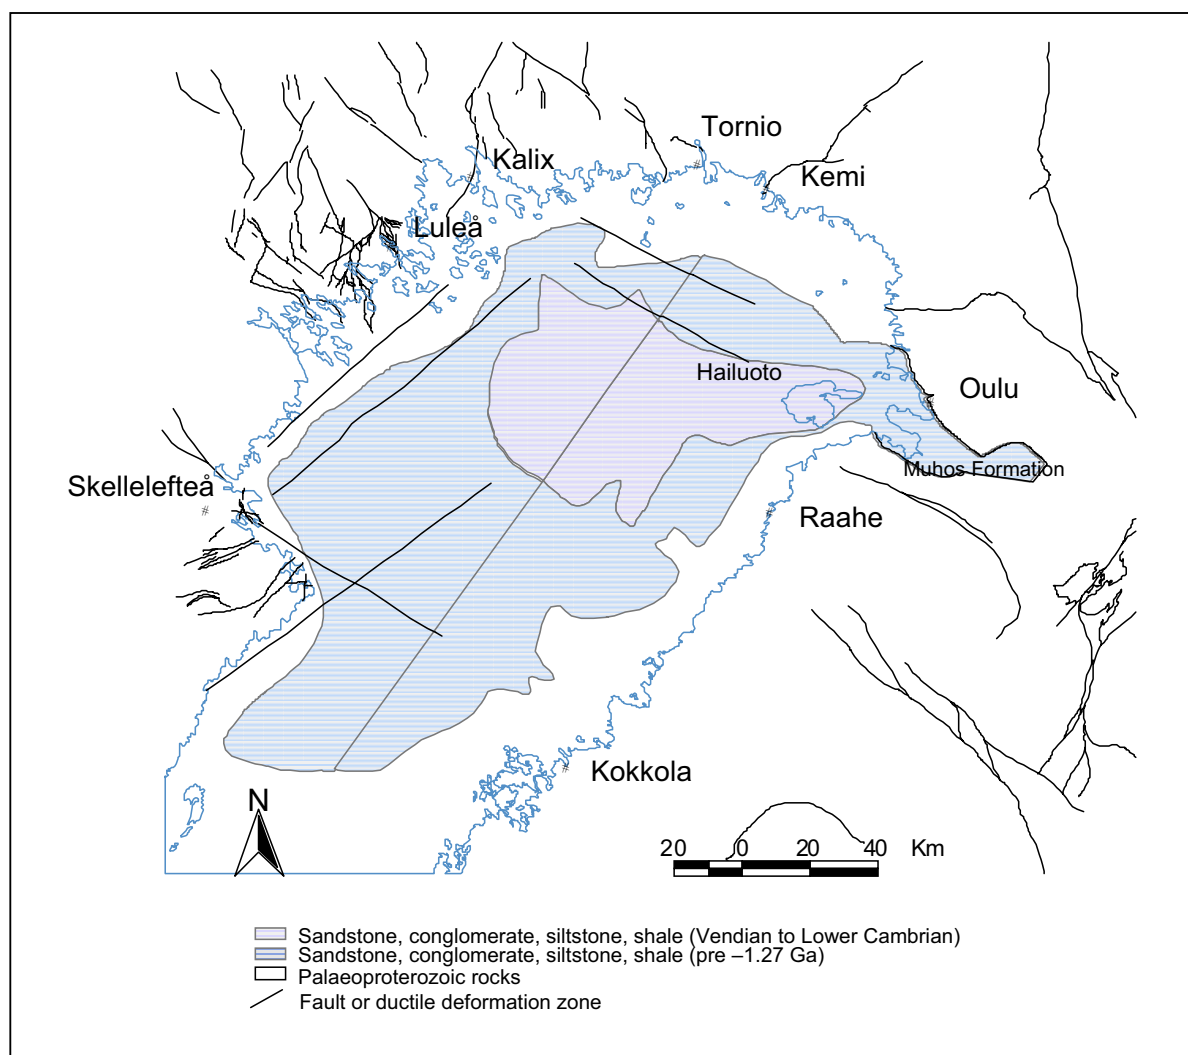 Tornio
Kalix
Kemi
Luleå
Hailuoto
Oulu
Muhos Formation
Skellelefteå
Raahe
Kokkola
N
20 0 20 40 Km
Sandstone, conglomerate, siltstone, shale (Vendian to Lower Cambrian)
Sandstone, conglomerate, siltstone, shale (pre –1.27 Ga)
Palaeoproterozoic rocks
Fault or ductile deformation zone